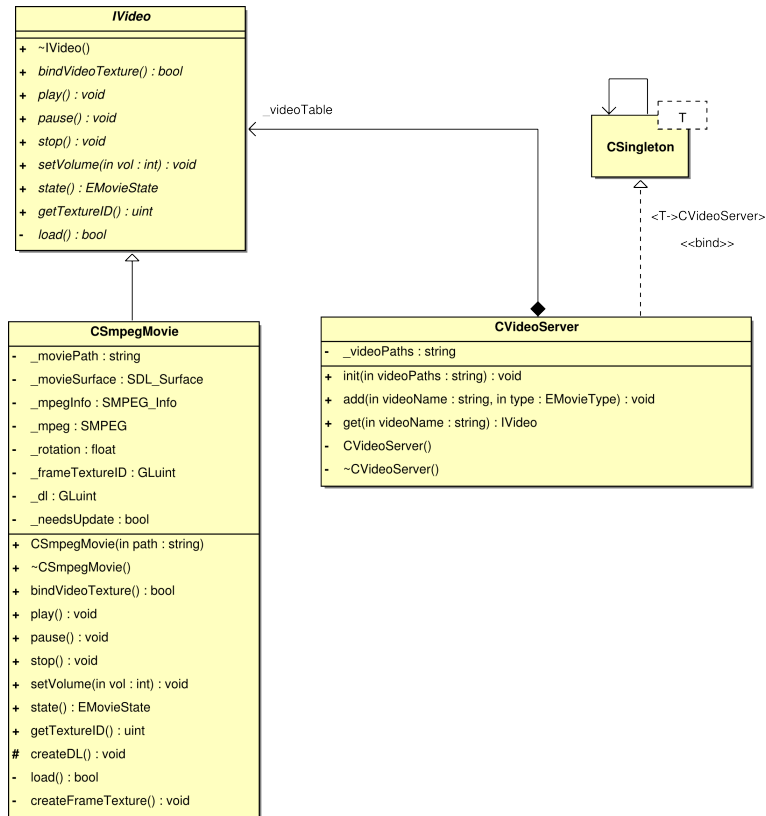 IVideo
+ ~IVideo()
+ bindVideoTexture() : bool
+ play() : void
+ pause() : void
+ stop() : void
+ setVolume(in vol : int) : void
+ state() : EMovieState
+ getTextureID() : uint
- load() : bool
_videoTable
T
CSingleton
<T->CVideoServer>
<<bind>>
CSmpegMovie
- _moviePath : string
- _movieSurface : SDL_Surface
- _mpegInfo : SMPEG_Info
- _mpeg : SMPEG
- _rotation : float
- _frameTextureID : GLuint
- _dl : GLuint
- _needsUpdate : bool
+ CSmpegMovie(in path : string)
+ ~CSmpegMovie()
+ bindVideoTexture() : bool
+ play() : void
+ pause() : void
+ stop() : void
+ setVolume(in vol : int) : void
+ state() : EMovieState
+ getTextureID() : uint
# createDL() : void
- load() : bool
- createFrameTexture() : void
CVideoServer
- _videoPaths : string
+ init(in videoPaths : string) : void
+ add(in videoName : string, in type : EMovieType) : void
+ get(in videoName : string) : IVideo
- CVideoServer()
- ~CVideoServer()